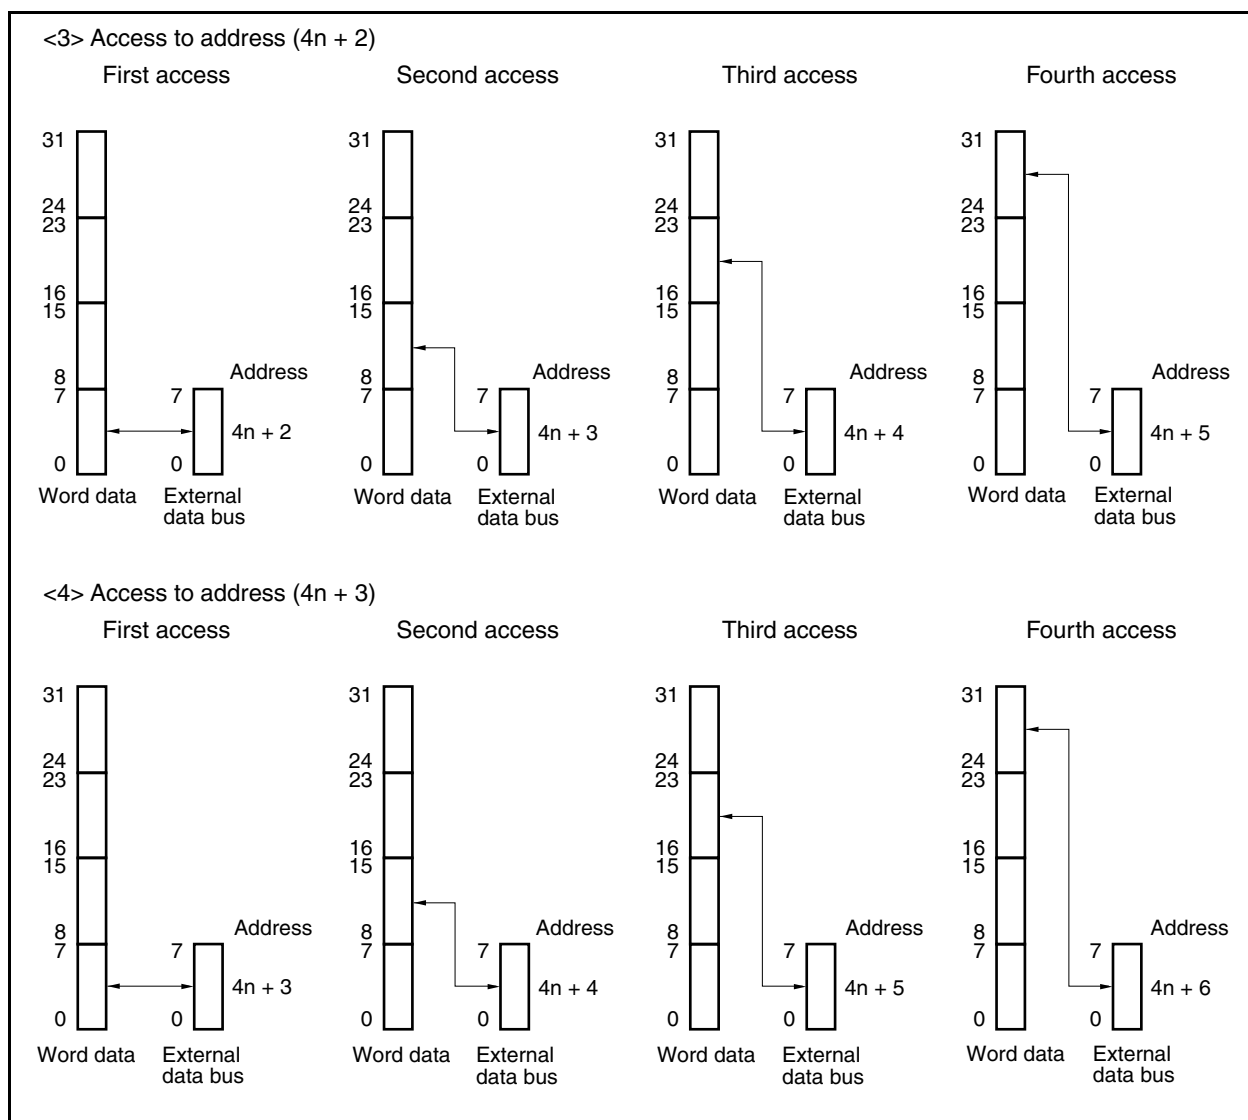 <3> Access to address (4n + 2)
First access
Second access
Third access
Fourth access
31
24
23
16
15
8
7
0
Word data
Address
7
4n + 2
0
External
data bus
31
24
23
16
15
8
7
0
Word data
Address
7
4n + 3
0
External
data bus
31
24
23
16
15
8
7
0
Word data
Address
7
4n + 4
0
External
data bus
31
24
23
16
15
8
7
0
Word data
Address
7
4n + 5
0
External
data bus
<4> Access to address (4n + 3)
First access
Second access
Third access
Fourth access
31
24
23
16
15
8
7
0
Word data
Address
7
4n + 3
0
External
data bus
31
24
23
16
15
8
7
0
Word data
Address
7
4n + 4
0
External
data bus
31
24
23
16
15
8
7
0
Word data
Address
7
4n + 5
0
External
data bus
31
24
23
16
15
8
7
0
Word data
Address
7
4n + 6
0
External
data bus